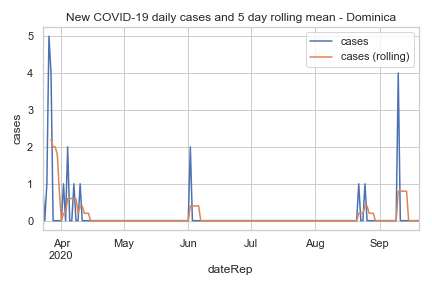 New COVID-19 daily cases and 5 day rolling mean - Dominica
cases
cases (rolling)
5
4
3
2
1
0
cases
Apr
2020
May
Jun
Jul
Aug
Sep
dateRep